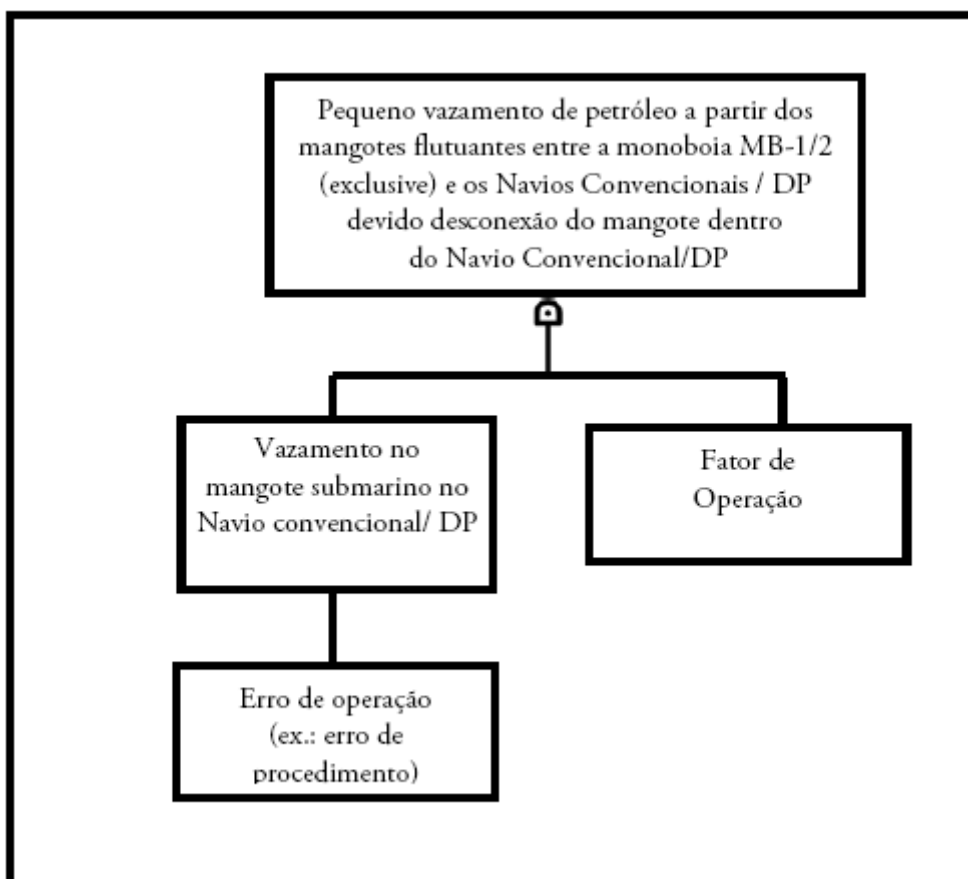 Pequeno vazamento de petróleo a partir dos
mangotes flutuantes entre a monoboia MB-1/2
(exclusive) e os Navios Convencionais / DP
devido desconexão do mangote dentro
do Navio Convencional/DP
Vazamento no
mangote submarino no
Navio convencional/ DP
Fator de
Operação
Erro de operação
(ex.: erro de
procedimento)